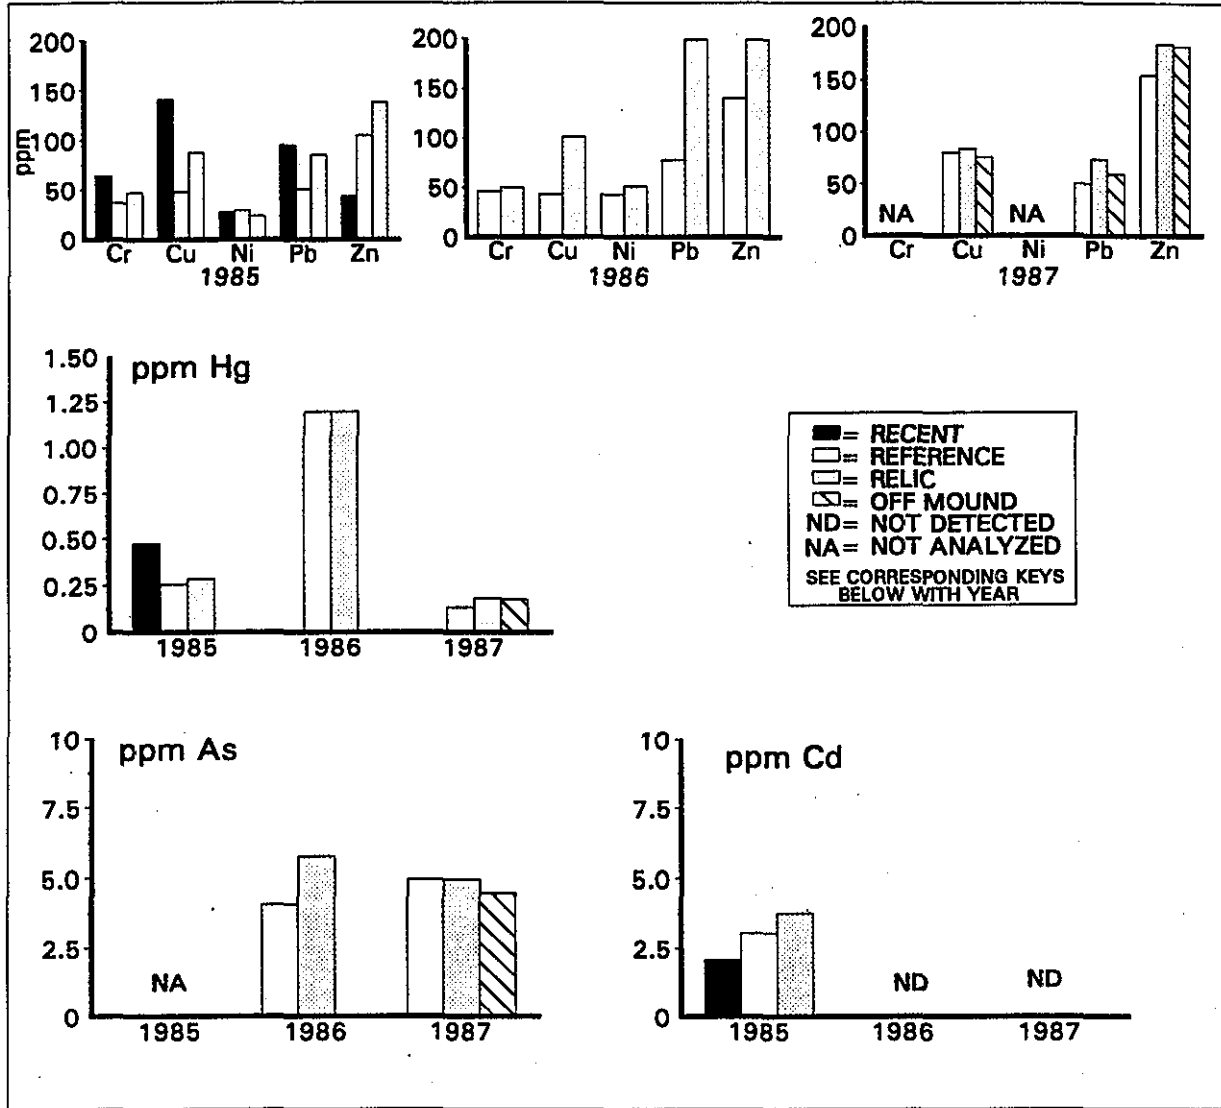 200
150
100
50
0
ppm
Cr Cu Ni Pb Zn
1985
200
150
100
50
0
Cr Cu Ni Pb Zn
1986
200
150
100
50
0
NA NA
Cr Cu Ni Pb Zn
1987
ppm Hg
1.50
1.25
1.00
0.75
0.50
0.25
0
1985 1986 1987
= RECENT
= REFERENCE
= RELIC
= OFF MOUND
ND= NOT DETECTED
NA= NOT ANALYZED
SEE CORRESPONDING KEYS
BELOW WITH YEAR
ppm As
10
7.5
5.0
2.5
0
NA
1985 1986 1987
ppm Cd
10
7.5
5.0
2.5
0
ND ND
1985 1986 1987